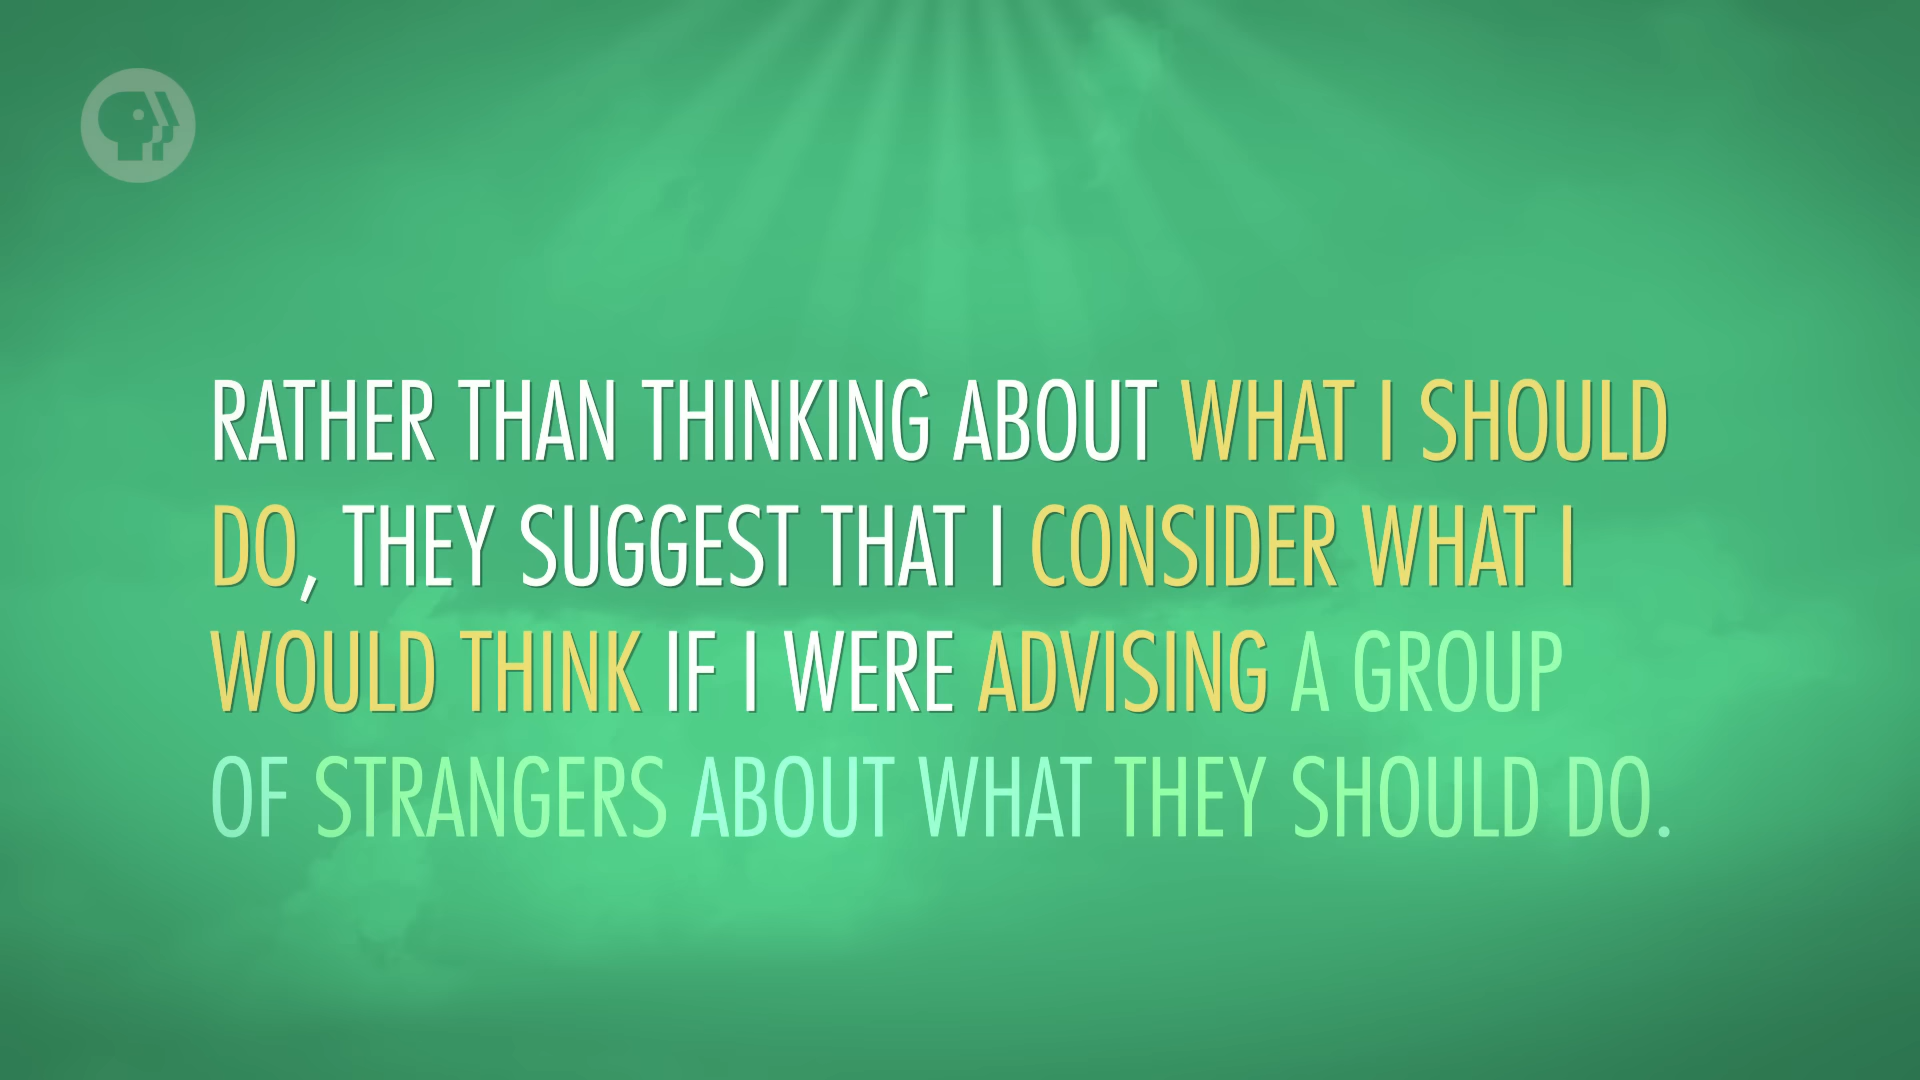 RATHER THAN THINKING ABOUT WHAT I SHOULD
DO, THEY SUGGEST THAT I CONSIDER WHAT I
WOULD THINK IF I WERE ADVISING A GROUP
OF STRANGERS ABOUT WHAT THEY SHOULD DO.